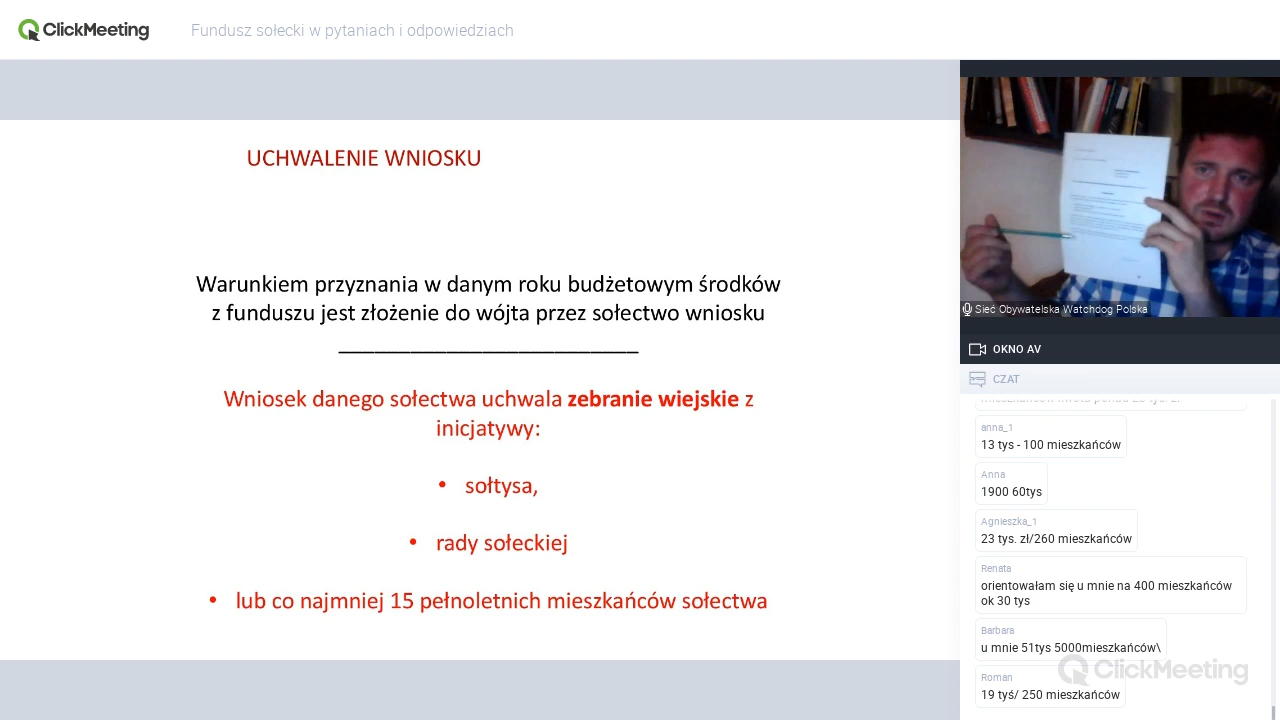 ClickMeeting
Fundusz sołecki w pytaniach i odpowiedziach
UCHWALENIE WNIOSKU
Warunkiem przyznania w danym roku budżetowym środków
z funduszu jest złożenie do wójta przez sołectwo wniosku
_________________________
Wniosek danego sołectwa uchwala zebranie wiejskie z
inicjatywy:
• sołtysa,
• rady sołeckiej
• lub co najmniej 15 pełnoletnich mieszkańców sołectwa
Sieć Obywatelska Watchdog Polska
OKNO AV
CZAT
anna_1
13 tys - 100 mieszkańców
Anna
1900 60tys
Agnieszka_1
23 tys. zł/260 mieszkańców
Renata
orientowałam się u mnie na 400 mieszkańców
ok 30 tys
Barbara
u mnie 51tys 5000mieszkańców\
Roman
19 tyś/ 250 mieszkańców
ClickMeeting